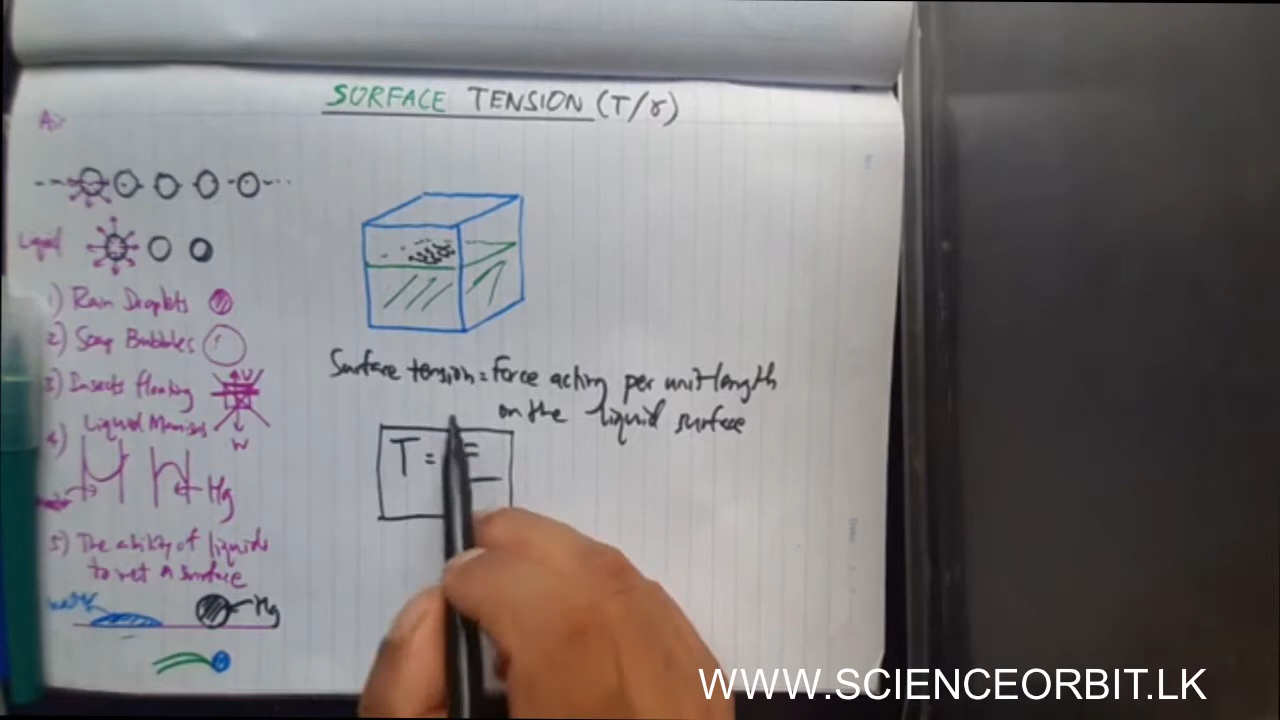 SURFACE TENSION (T/γ)
Air
Liquid
1) Rain Droplets
2) Soap Bubbles
3) Insects floating
U
W
4) Liquid
Hg
5) The ability of liquids
to wet a surface
water
Hg
Surface tension = Force acting per unit length
on the liquid surface
T =
WWW.SCIENCEORBIT.LK